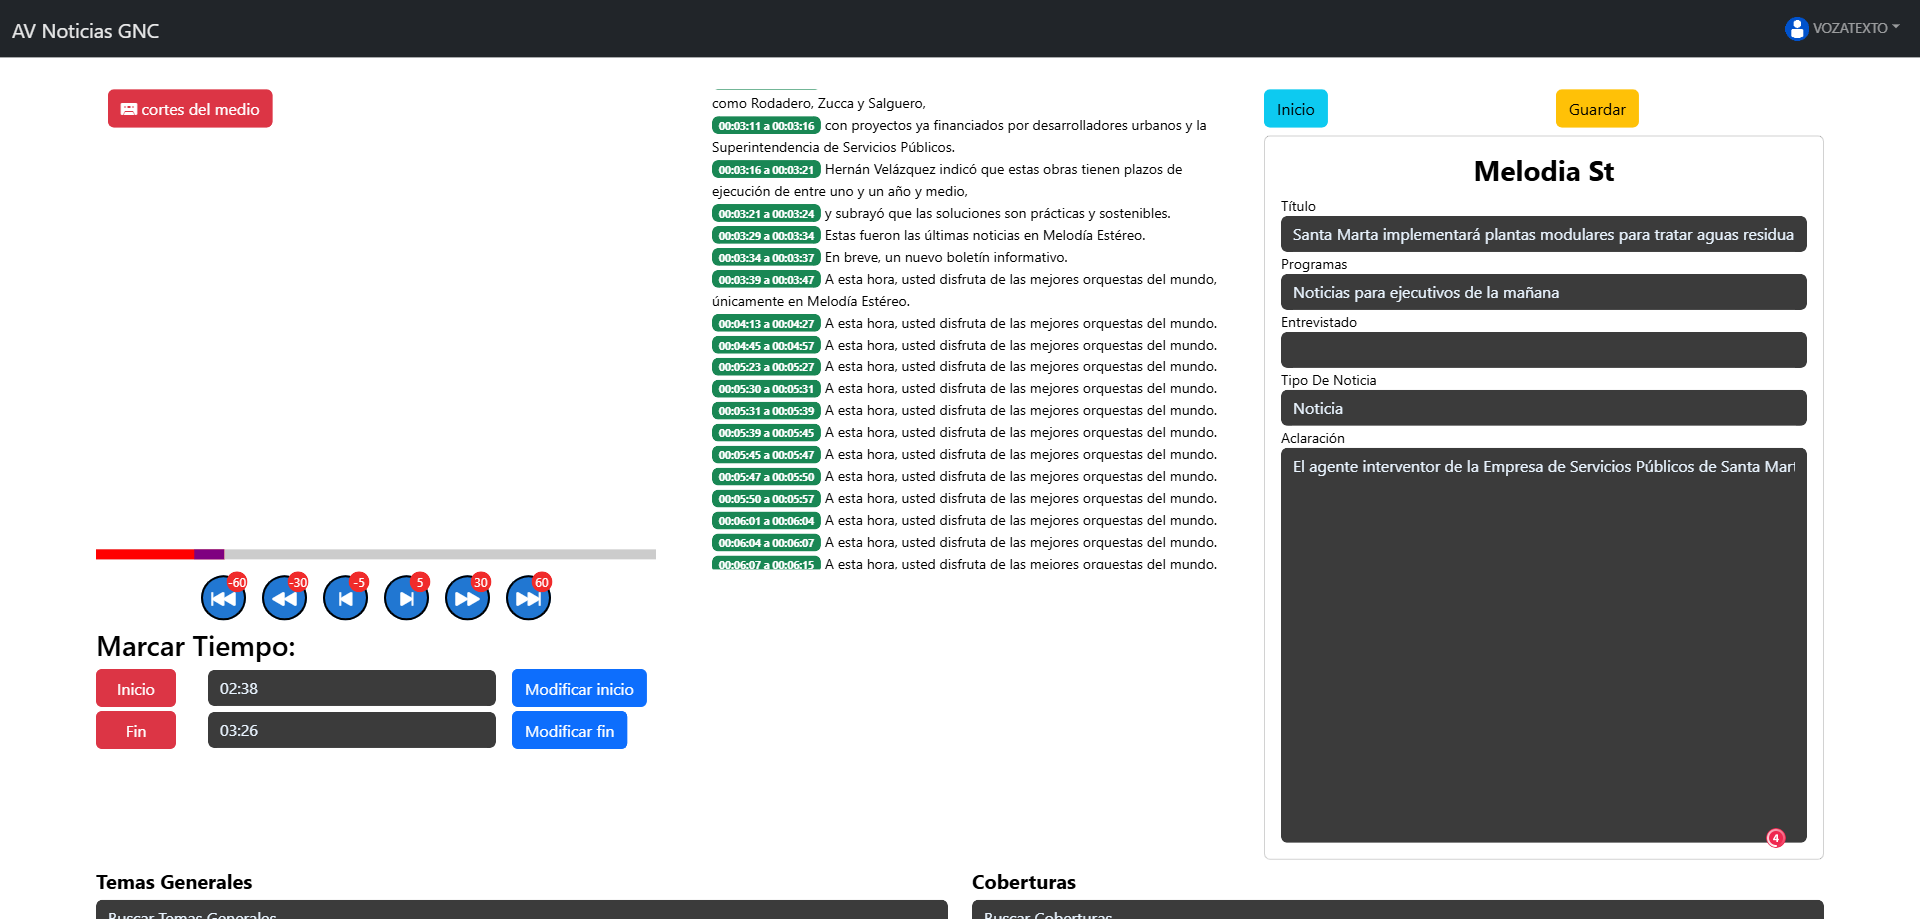 AV Noticias GNC
VOZATEXTO
cortes del medio
-60
-30
-5
5
30
60
Marcar Tiempo:
Inicio
02:38
Modificar inicio
Fin
03:26
Modificar fin
como Rodadero, Zucca y Salguero,
00:03:11 a 00:03:16 con proyectos ya financiados por desarrolladores urbanos y la
Superintendencia de Servicios Públicos.
00:03:16 a 00:03:21 Hernán Velázquez indicó que estas obras tienen plazos de
ejecución de entre uno y un año y medio,
00:03:21 a 00:03:24 y subrayó que las soluciones son prácticas y sostenibles.
00:03:29 a 00:03:34 Estas fueron las últimas noticias en Melodía Estéreo.
00:03:34 a 00:03:37 En breve, un nuevo boletín informativo.
00:03:39 a 00:03:47 A esta hora, usted disfruta de las mejores orquestas del mundo,
únicamente en Melodía Estéreo.
00:04:13 a 00:04:27 A esta hora, usted disfruta de las mejores orquestas del mundo.
00:04:45 a 00:04:57 A esta hora, usted disfruta de las mejores orquestas del mundo.
00:05:23 a 00:05:27 A esta hora, usted disfruta de las mejores orquestas del mundo.
00:05:30 a 00:05:31 A esta hora, usted disfruta de las mejores orquestas del mundo.
00:05:31 a 00:05:39 A esta hora, usted disfruta de las mejores orquestas del mundo.
00:05:39 a 00:05:45 A esta hora, usted disfruta de las mejores orquestas del mundo.
00:05:45 a 00:05:47 A esta hora, usted disfruta de las mejores orquestas del mundo.
00:05:47 a 00:05:50 A esta hora, usted disfruta de las mejores orquestas del mundo.
00:05:50 a 00:05:57 A esta hora, usted disfruta de las mejores orquestas del mundo.
00:06:01 a 00:06:04 A esta hora, usted disfruta de las mejores orquestas del mundo.
00:06:04 a 00:06:07 A esta hora, usted disfruta de las mejores orquestas del mundo.
00:06:07 a 00:06:15 A esta hora, usted disfruta de las mejores orquestas del mundo.
Inicio
Guardar
Melodia St
Título
Santa Marta implementará plantas modulares para tratar aguas residua
Programas
Noticias para ejecutivos de la mañana
Entrevistado
Tipo De Noticia
Noticia
Aclaración
El agente interventor de la Empresa de Servicios Públicos de Santa Mart
4
Temas Generales
Buscar Temas Generales
Coberturas
Buscar Coberturas